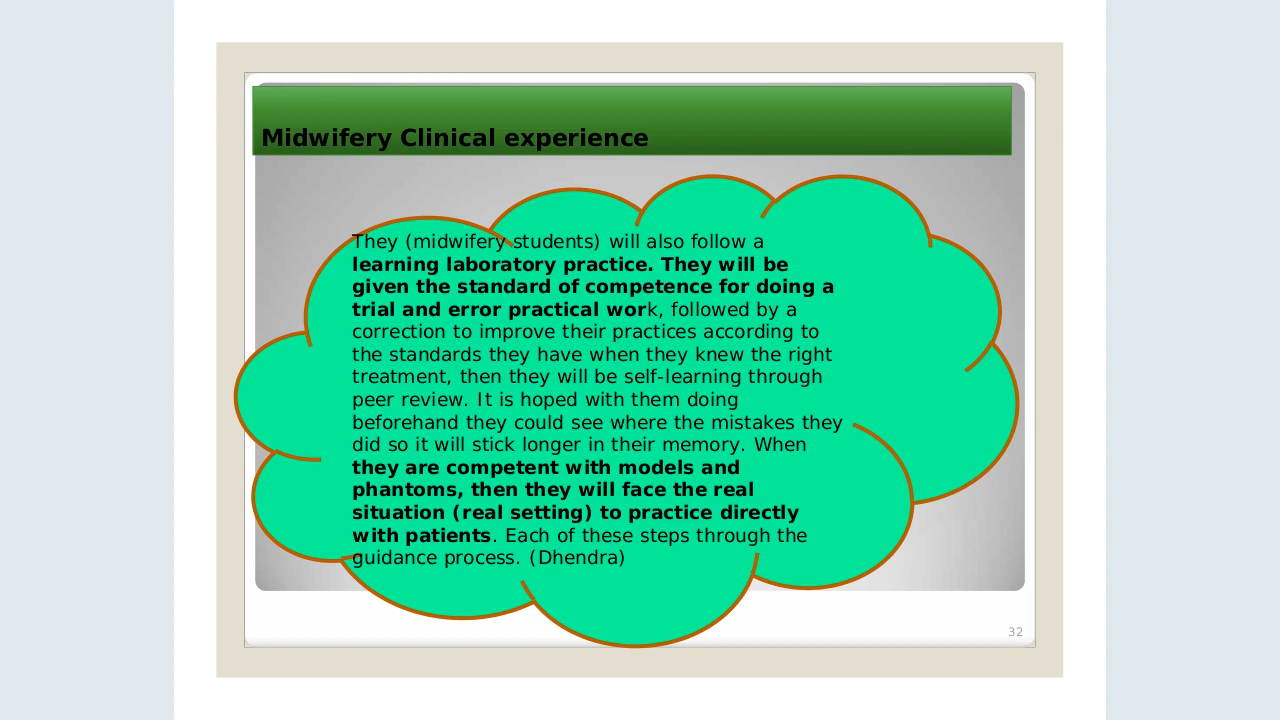 Midwifery Clinical experience
They (midwifery students) will also follow a
learning laboratory practice. They will be
given the standard of competence for doing a
trial and error practical work, followed by a
correction to improve their practices according to
the standards they have when they knew the right
treatment, then they will be self-learning through
peer review. It is hoped with them doing
beforehand they could see where the mistakes they
did so it will stick longer in their memory. When
they are competent with models and
phantoms, then they will face the real
situation (real setting) to practice directly
with patients. Each of these steps through the
guidance process. (Dhendra)
32